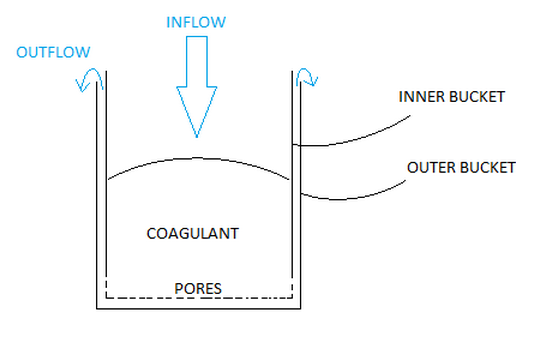 INFLOW
OUTFLOW
INNER BUCKET
OUTER BUCKET
COAGULANT
PORES